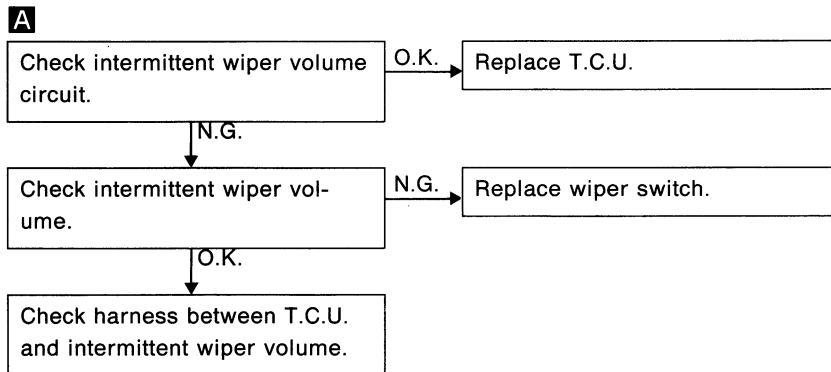 A
Check intermittent wiper volume
circuit.
O.K.
Replace T.C.U.
N.G.
Check intermittent wiper vol-
ume.
N.G.
Replace wiper switch.
O.K.
Check harness between T.C.U.
and intermittent wiper volume.